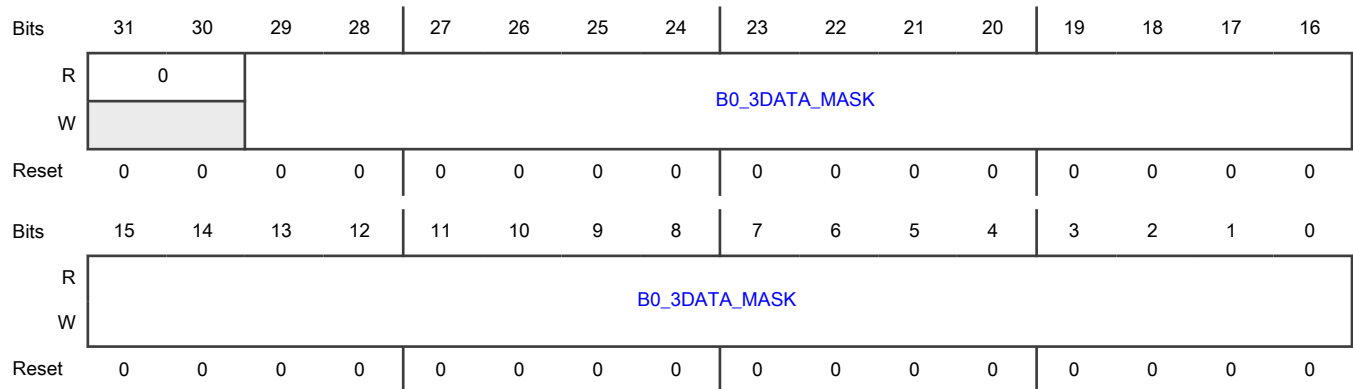 Bits 31 30 29 28 27 26 25 24 23 22 21 20 19 18 17 16
R 0
B0_3DATA_MASK
W
Reset 0 0 0 0 0 0 0 0 0 0 0 0 0 0 0 0
Bits 15 14 13 12 11 10 9 8 7 6 5 4 3 2 1 0
R
B0_3DATA_MASK
W
Reset 0 0 0 0 0 0 0 0 0 0 0 0 0 0 0 0